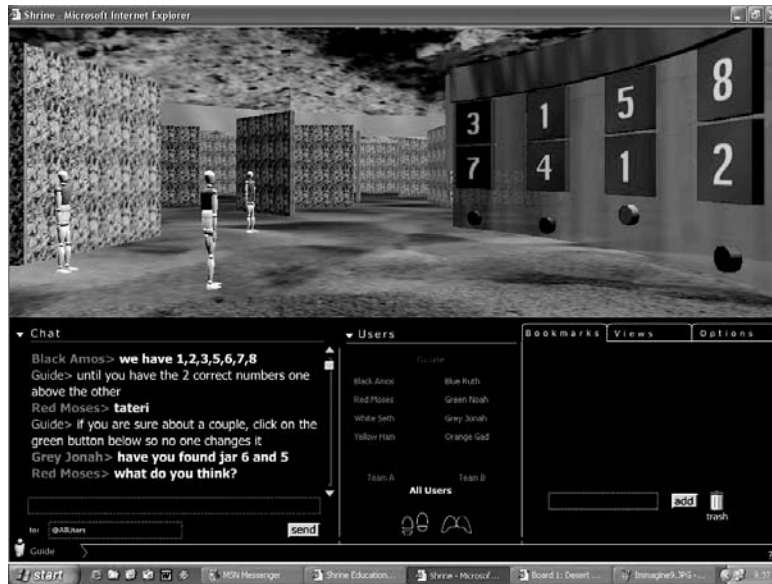 Shrine - Microsoft Internet Explorer
3 1 5 8
7 4 1 2
Chat
Black Amos> we have 1,2,3,5,6,7,8
Guide> until you have the 2 correct numbers one
above the other
Red Moses> tateri
Guide> if you are sure about a couple, click on the
green button below so no one changes it
Grey Jonah> have you found jar 6 and 5
Red Moses> what do you think?
to: @AllUsers
send
Guide
Users
Guide
Black Amos Blue Ruth
Red Moses Green Noah
White Seth Grey Jonah
Yellow Ham Orange Gad
Team A Team B
All Users
Bookmarks Views Options
add
trash
?
start
MSN Messenger
Shrine Education...
Shrine - Microsof...
Board 1: Desert ...
Immagine9.JPG -...